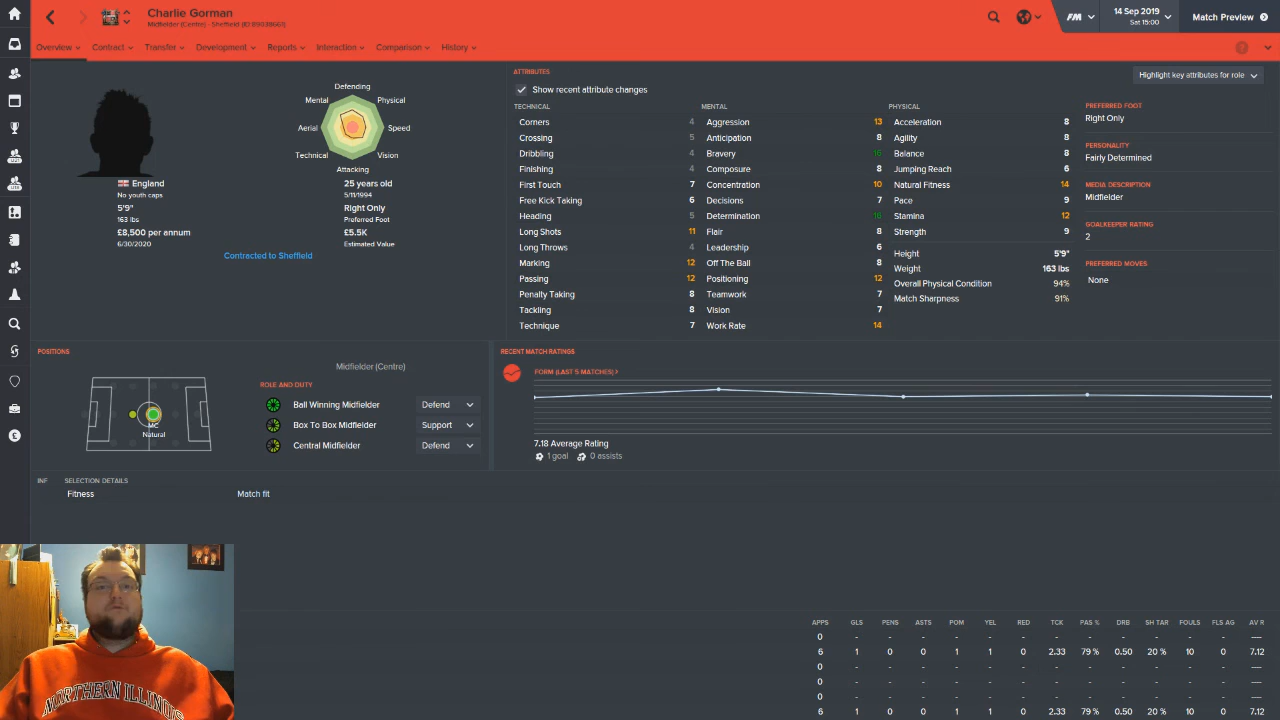 Charlie Gorman
14 Sep 2019
Sat 15:00
FM
Match Preview
Overview
Contract
Transfer
Development
Reports
Interaction
Comparison
History
?
ATTRIBUTES
Highlight key attributes for role
Show recent attribute changes
Defending
Mental
Physical
Aerial
Speed
Technical
Vision
Attacking
England
No youth caps
5'9"
163 lbs
£8,500 per annum
6/30/2020
25 years old
5/11/1994
Right Only
Preferred Foot
£5.5K
Estimated Value
Contracted to Sheffield
TECHNICAL
Corners 4
Crossing 5
Dribbling 4
Finishing 4
First Touch 7
Free Kick Taking 6
Heading 5
Long Shots 11
Long Throws 4
Marking 12
Passing 12
Penalty Taking 8
Tackling 8
Technique 7
MENTAL
Aggression 13
Anticipation 8
Bravery 16
Composure 8
Concentration 10
Decisions 7
Determination 16
Flair 8
Leadership 6
Off The Ball 8
Positioning 12
Teamwork 7
Vision 7
Work Rate 14
PHYSICAL
Acceleration 8
Agility 8
Balance 8
Jumping Reach 6
Natural Fitness 14
Pace 9
Stamina 12
Strength 9
Height 5'9"
Weight 163 lbs
Overall Physical Condition 94%
Match Sharpness 91%
PREFERRED FOOT
Right Only
PERSONALITY
Fairly Determined
MEDIA DESCRIPTION
Midfielder
GOALKEEPER RATING
2
PREFERRED MOVES
None
POSITIONS
MC
Natural
Midfielder (Centre)
ROLE AND DUTY
Ball Winning Midfielder Defend
Box To Box Midfielder Support
Central Midfielder Defend
RECENT MATCH RATINGS
FORM (LAST 5 MATCHES) >
7.18 Average Rating
1 goal 0 assists
INF SELECTION DETAILS
Fitness Match fit
APPS GLS PENS ASTS POM YEL RED TCK PAS % DRB SH TAR FOULS FLS AG AV R
0 - - - - - - - - - - - - ---
6 1 0 0 1 1 0 2.33 79 % 0.50 20 % 10 0 7.12
0 - - - - - - - - - - - - ---
0 - - - - - - - - - - - - ---
0 - - - - - - - - - - - - ---
6 1 0 0 1 1 0 2.33 79 % 0.50 20 % 10 0 7.12
NORTHERN ILLINOIS